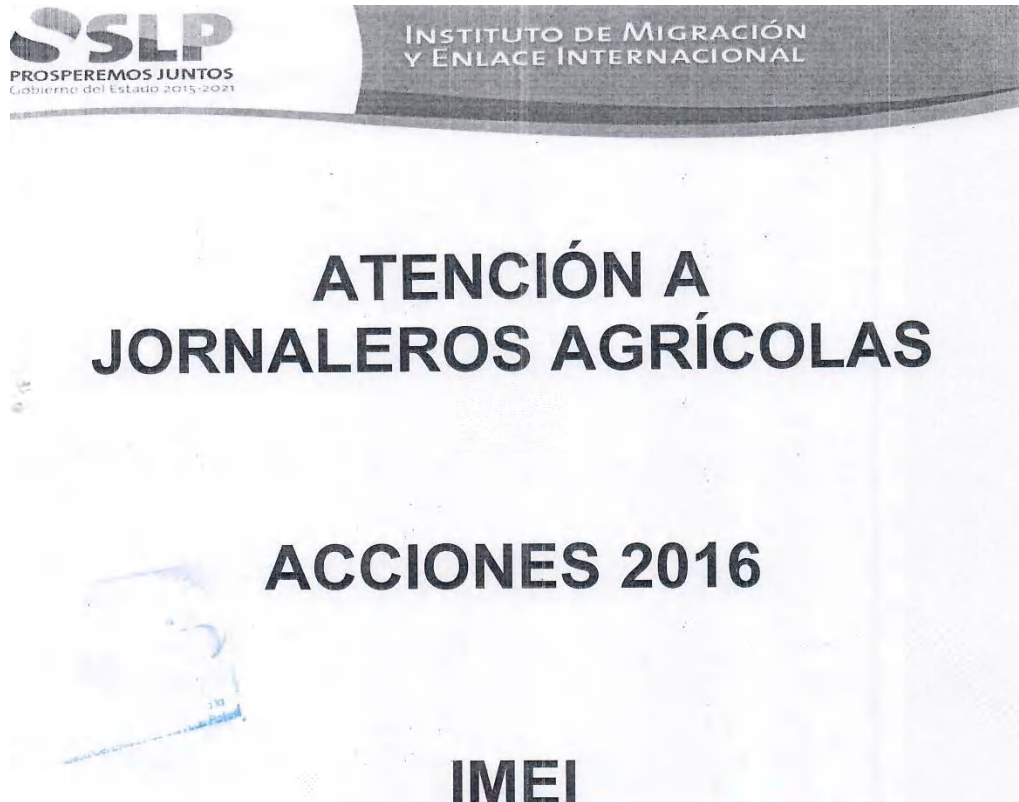 SLP
PROSPEREMOS JUNTOS
Gobierno del Estado 2015-2021
INSTITUTO DE MIGRACIÓN
Y ENLACE INTERNACIONAL
ATENCIÓN A
JORNALEROS AGRÍCOLAS
ACCIONES 2016
IMEI